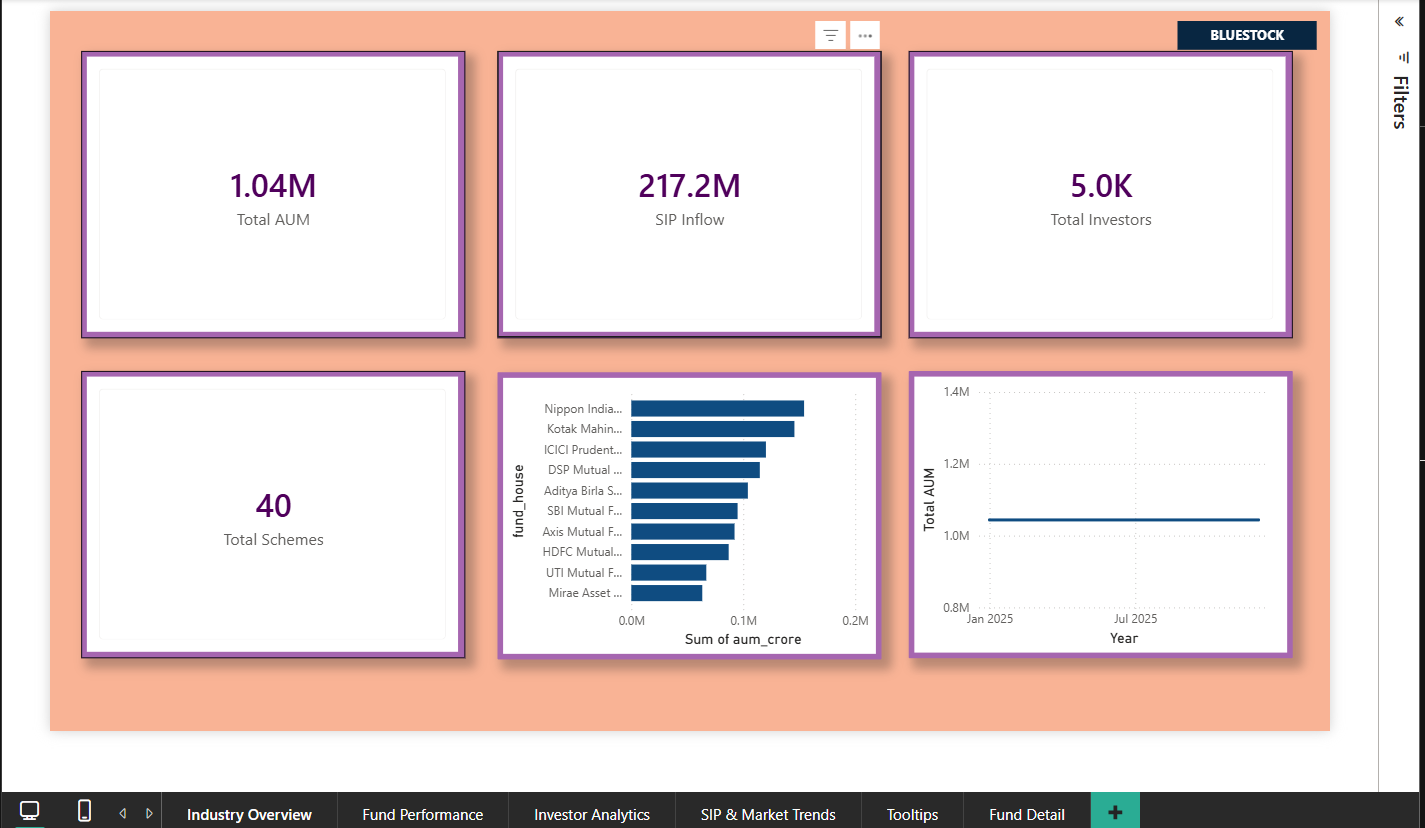 BLUESTOCK
Filters
1.04M
Total AUM
217.2M
SIP Inflow
5.0K
Total Investors
40
Total Schemes
fund_house
Nippon India...
Kotak Mahin...
ICICI Prudent...
DSP Mutual ...
Aditya Birla S...
SBI Mutual F...
Axis Mutual F...
HDFC Mutual...
UTI Mutual F...
Mirae Asset ...
0.0M 0.1M 0.2M
Sum of aum_crore
Total AUM
1.4M
1.2M
1.0M
0.8M
Jan 2025 Jul 2025
Year
Industry Overview Fund Performance Investor Analytics SIP & Market Trends Tooltips Fund Detail